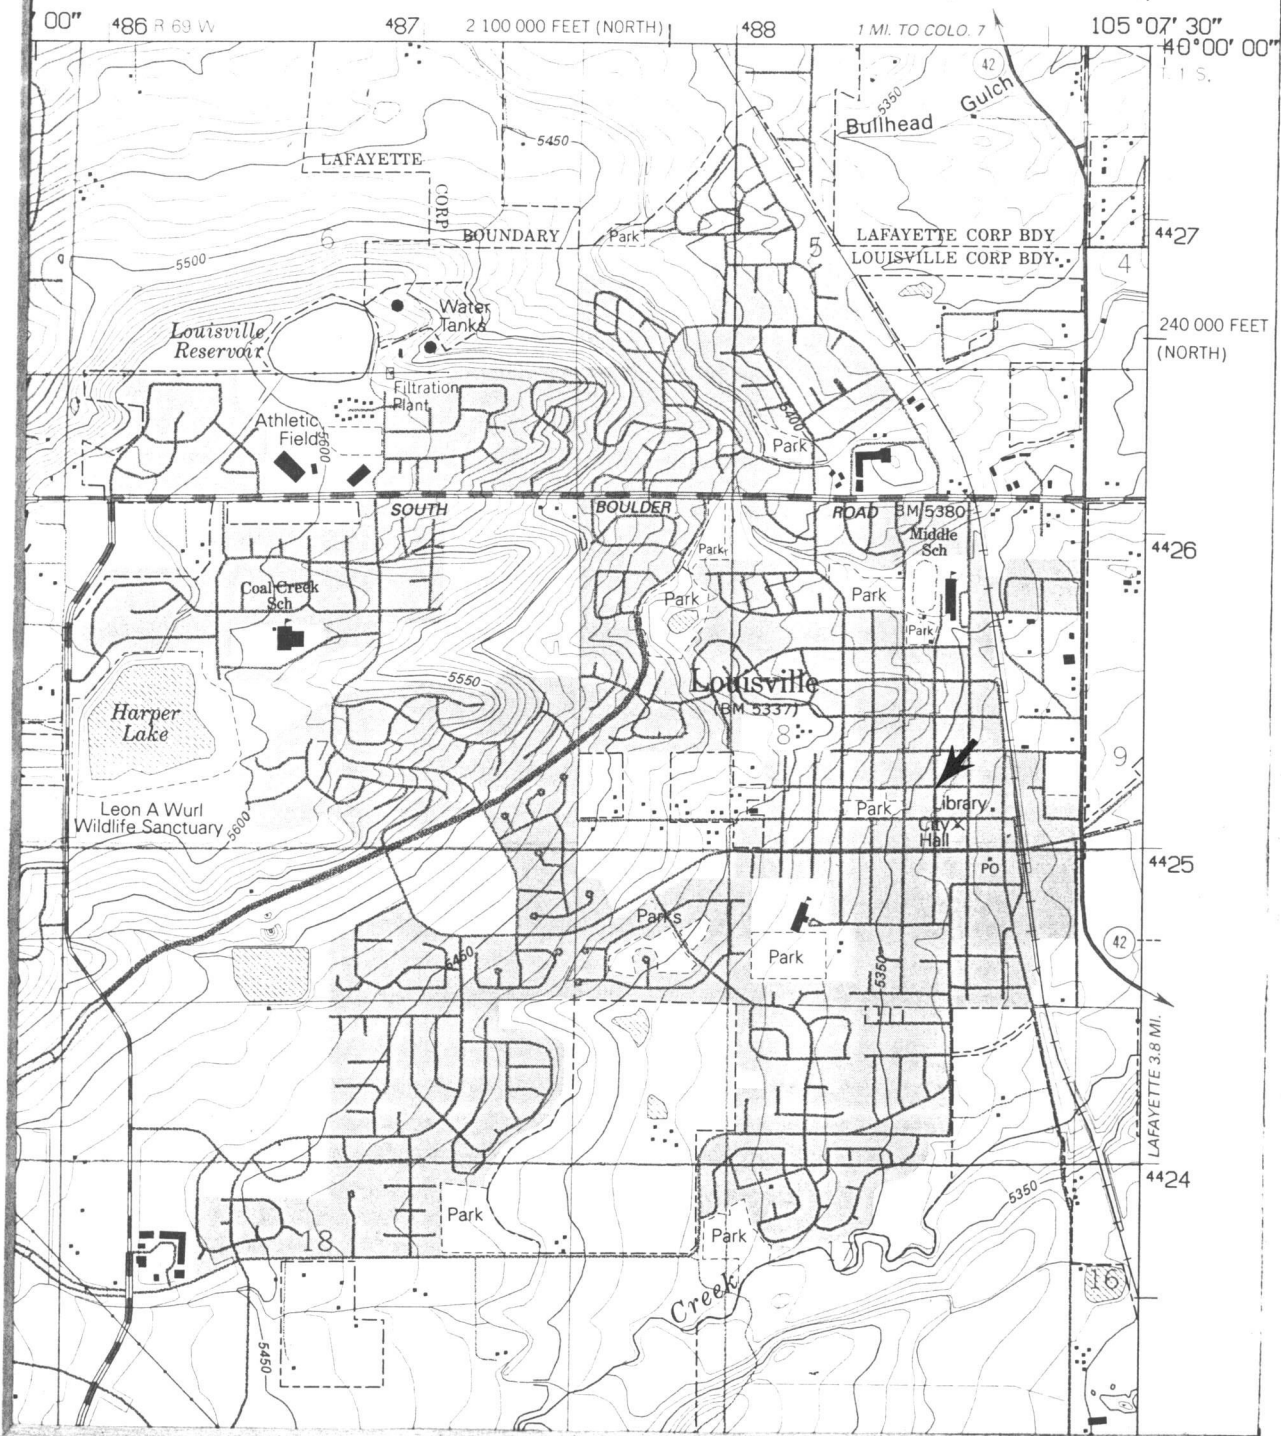 00"
486 R 69 W
487
2 100 000 FEET (NORTH)
488
1 MI. TO COLO. 7
105°07' 30"
40°00' 00"
T. 1 S.
42
5350
Bullhead Gulch
5450
LAFAYETTE
CORP
BOUNDARY
6
Park
5
LAFAYETTE CORP BDY
LOUISVILLE CORP BDY
4427
4
5500
Louisville
Reservoir
Water
Tanks
240 000 FEET
(NORTH)
Filtration
Plant
Athletic
Field
5600
5400
Park
SOUTH
BOULDER
ROAD
BM 5380
Middle
Sch
4426
Park
Coal Creek
Sch
Park
Park
Park
5550
Louisville
(BM 5337)
Harper
Lake
7
8
9
Leon A Wurl
Wildlife Sanctuary
5600
Park
Library
City
Hall
4425
PO
Parks
5450
Park
5350
42
LAFAYETTE 3.8 MI.
4424
5350
Park
18
Park
Creek
16
5450